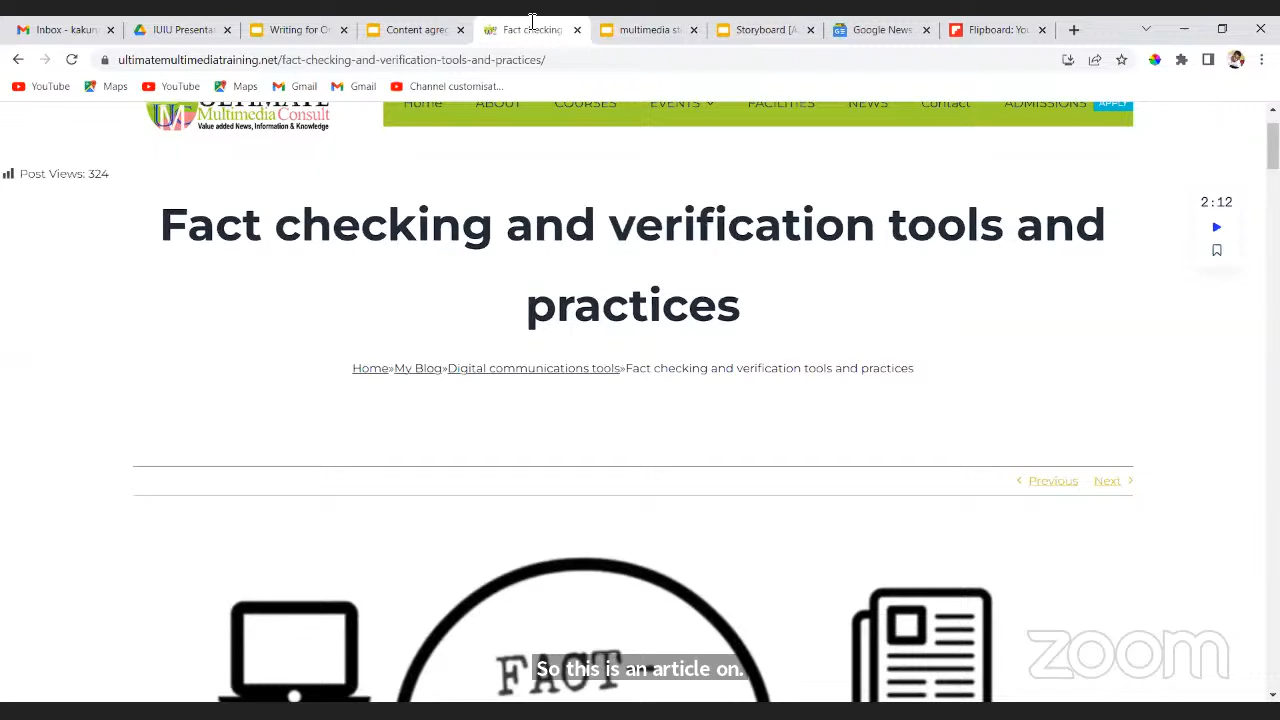 Inbox - kakun
IUIU Presenta
Writing for O
Content agre
Fact checking
multimedia st
Storyboard [A
Google News
Flipboard: You
ultimatemultimediatraining.net/fact-checking-and-verification-tools-and-practices/
YouTube
Maps
YouTube
Maps
Gmail
Gmail
Channel customisat...
ULTIMATE
Multimedia Consult
Value added News, Information & Knowledge
Home
ABOUT
COURSES
EVENTS
FACILITIES
NEWS
Contact
ADMISSIONS
APPLY
Post Views: 324
2:12
Fact checking and verification tools and
practices
Home»My Blog»Digital communications tools»Fact checking and verification tools and practices
Previous
Next
FACT
So this is an article on.
zoom